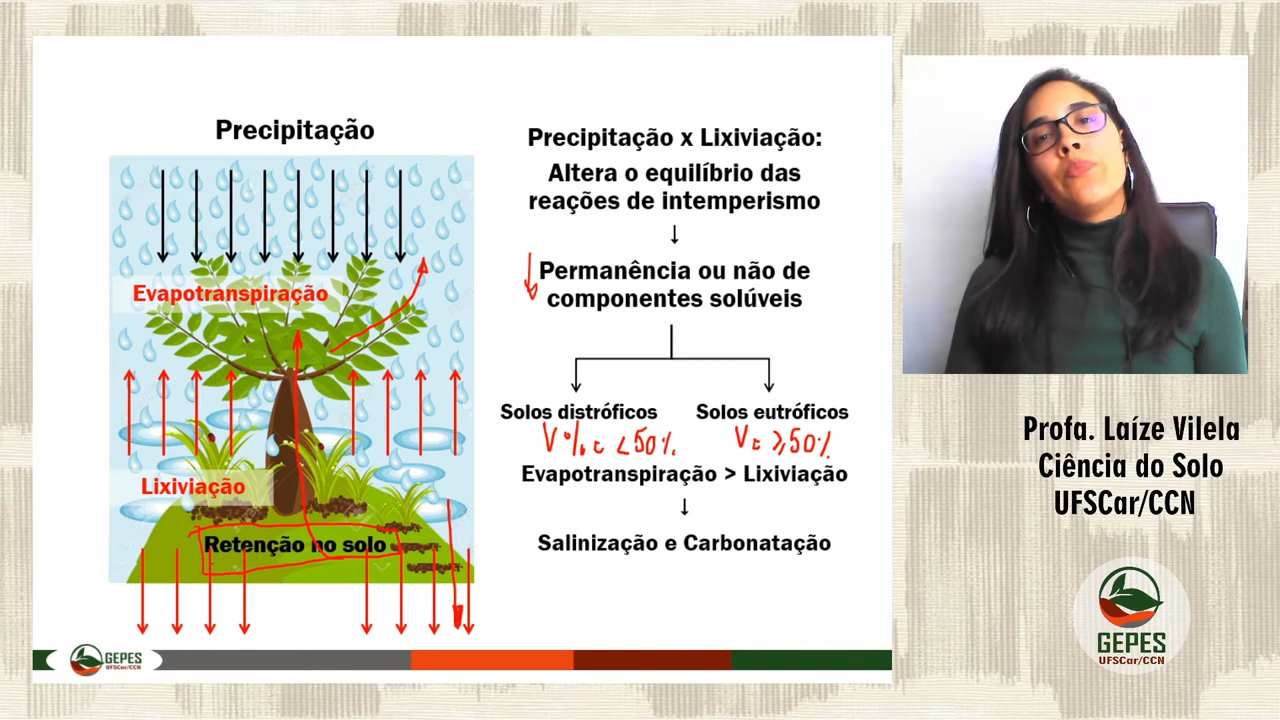 Precipitação
Evapotranspiração
Lixiviação
Retenção no solo
Precipitação x Lixiviação:
Altera o equilíbrio das
reações de intemperismo
↓
Permanência ou não de
componentes solúveis
Solos distróficos
V% < 50%
Solos eutróficos
V ≥ 50%
Evapotranspiração > Lixiviação
↓
Salinização e Carbonatação
GEPES
UFSCar/CCN
Profa. Laíze Vilela
Ciência do Solo
UFSCar/CCN
GEPES
UFSCar/CCN